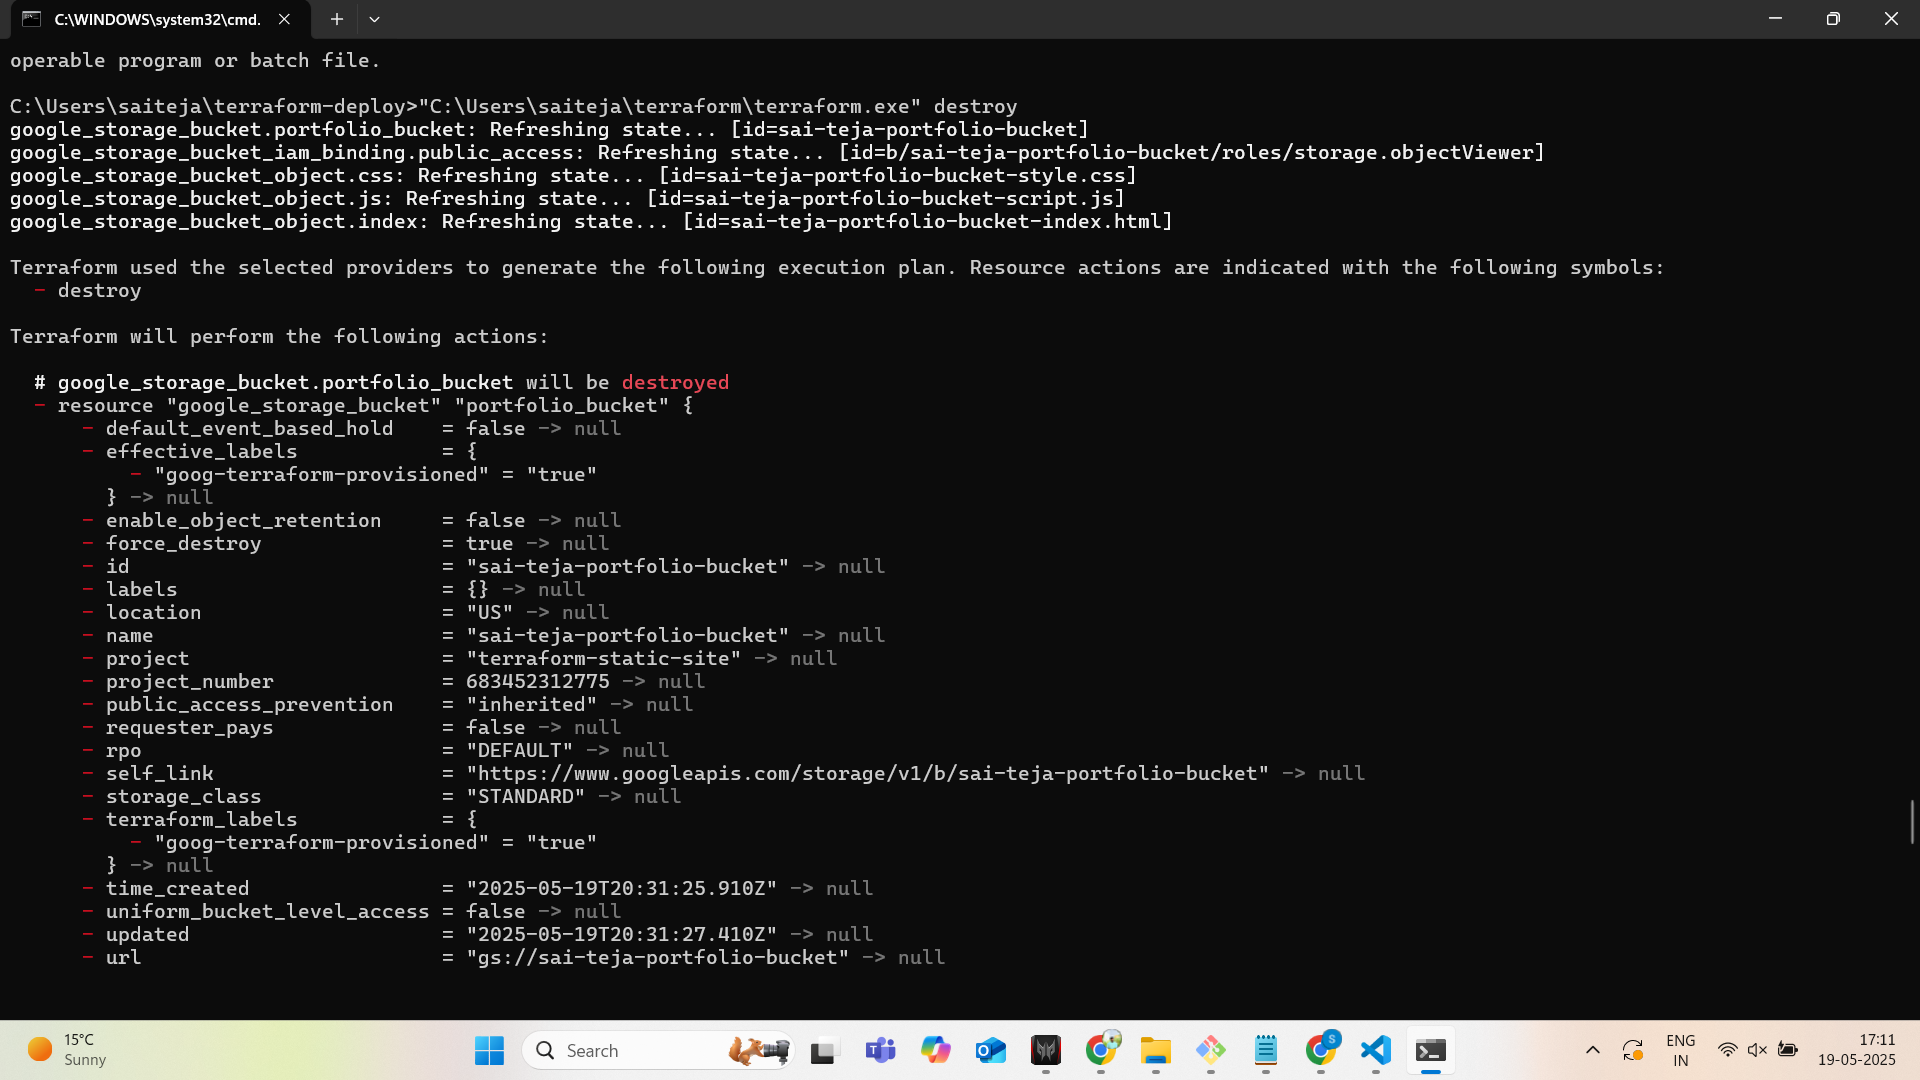 C:\WINDOWS\system32\cmd.
operable program or batch file.
C:\Users\saiteja\terraform-deploy>"C:\Users\saiteja\terraform\terraform.exe" destroy
google_storage_bucket.portfolio_bucket: Refreshing state... [id=sai-teja-portfolio-bucket]
google_storage_bucket_iam_binding.public_access: Refreshing state... [id=b/sai-teja-portfolio-bucket/roles/storage.objectViewer]
google_storage_bucket_object.css: Refreshing state... [id=sai-teja-portfolio-bucket-style.css]
google_storage_bucket_object.js: Refreshing state... [id=sai-teja-portfolio-bucket-script.js]
google_storage_bucket_object.index: Refreshing state... [id=sai-teja-portfolio-bucket-index.html]
Terraform used the selected providers to generate the following execution plan. Resource actions are indicated with the following symbols:
- destroy
Terraform will perform the following actions:
# google_storage_bucket.portfolio_bucket will be destroyed
- resource "google_storage_bucket" "portfolio_bucket" {
- default_event_based_hold = false -> null
- effective_labels = {
- "goog-terraform-provisioned" = "true"
} -> null
- enable_object_retention = false -> null
- force_destroy = true -> null
- id = "sai-teja-portfolio-bucket" -> null
- labels = {} -> null
- location = "US" -> null
- name = "sai-teja-portfolio-bucket" -> null
- project = "terraform-static-site" -> null
- project_number = 683452312775 -> null
- public_access_prevention = "inherited" -> null
- requester_pays = false -> null
- rpo = "DEFAULT" -> null
- self_link = "https://www.googleapis.com/storage/v1/b/sai-teja-portfolio-bucket" -> null
- storage_class = "STANDARD" -> null
- terraform_labels = {
- "goog-terraform-provisioned" = "true"
} -> null
- time_created = "2025-05-19T20:31:25.910Z" -> null
- uniform_bucket_level_access = false -> null
- updated = "2025-05-19T20:31:27.410Z" -> null
- url = "gs://sai-teja-portfolio-bucket" -> null
15°C
Sunny
Search
ENG
IN
17:11
19-05-2025